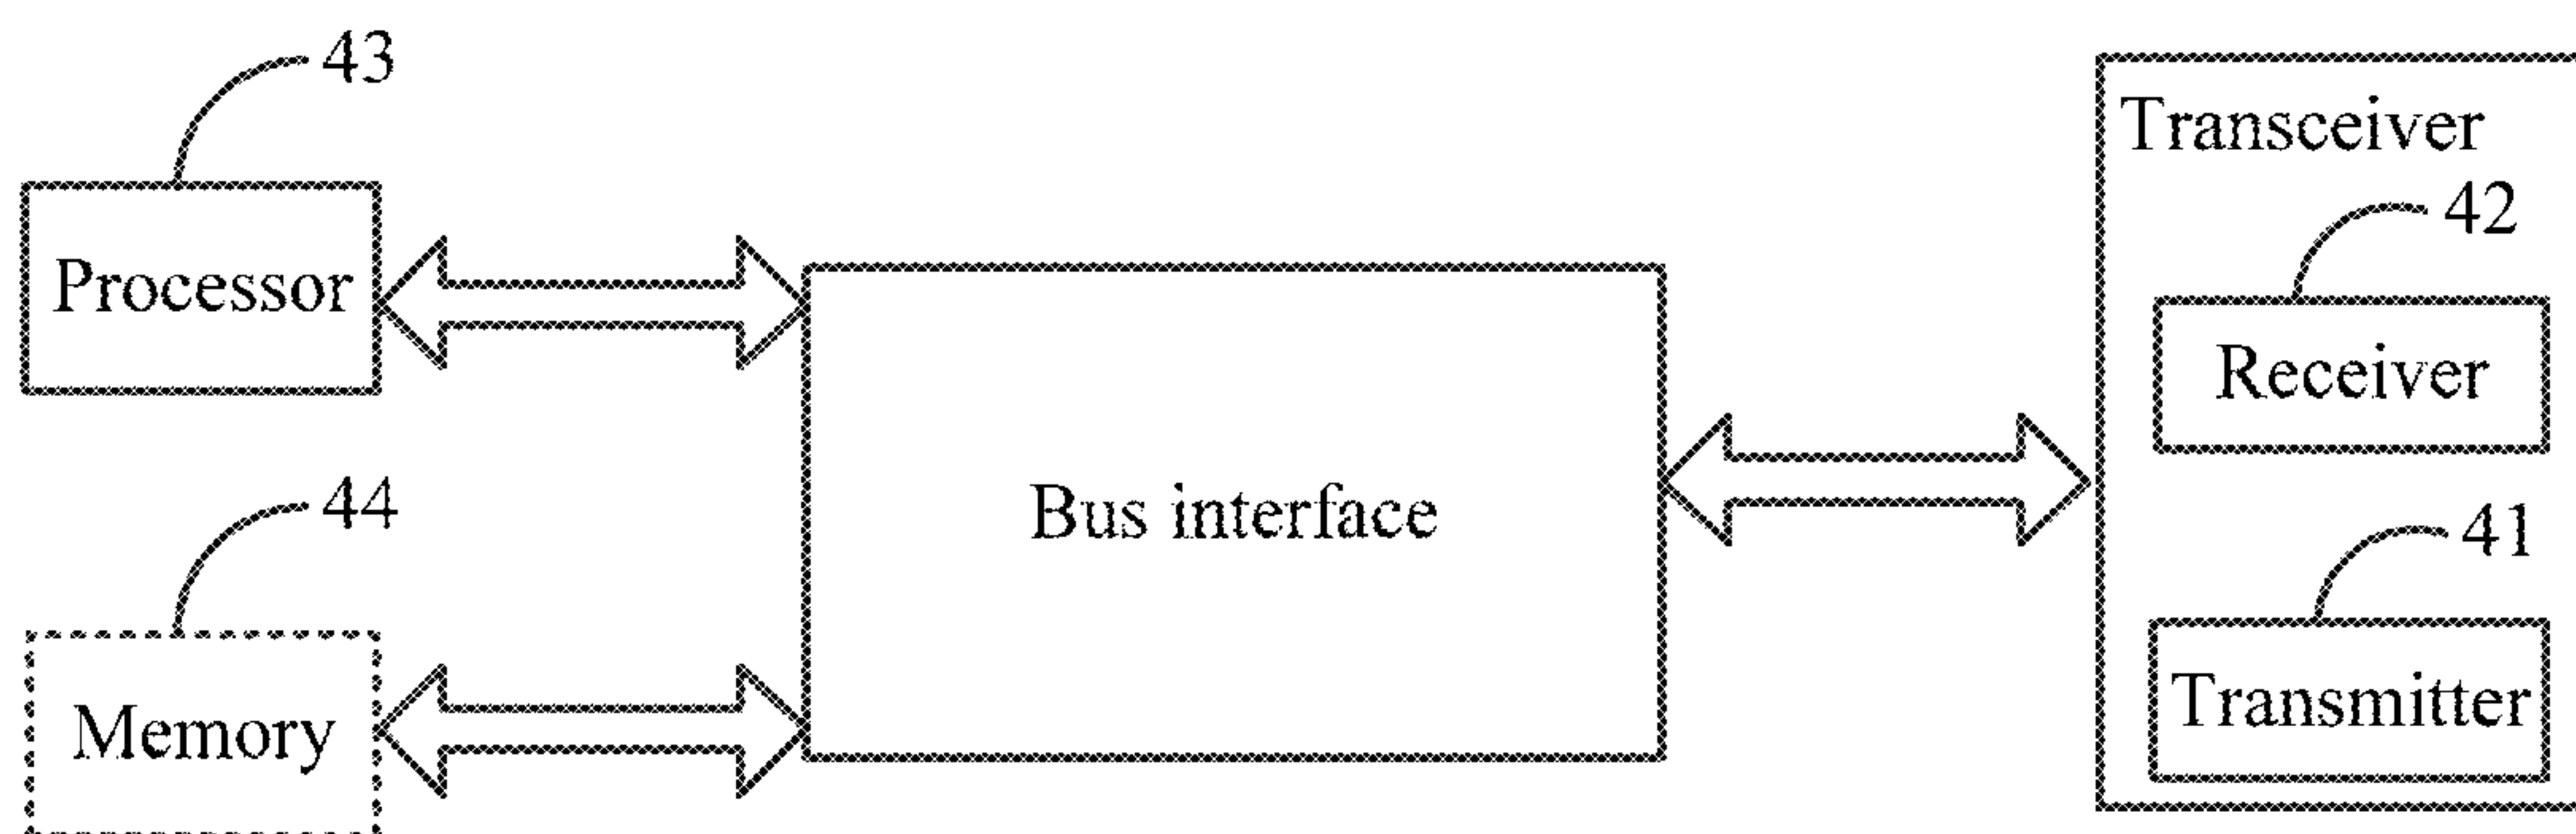 43
Processor
44
Memory
Bus interface
Transceiver
42
Receiver
41
Transmitter